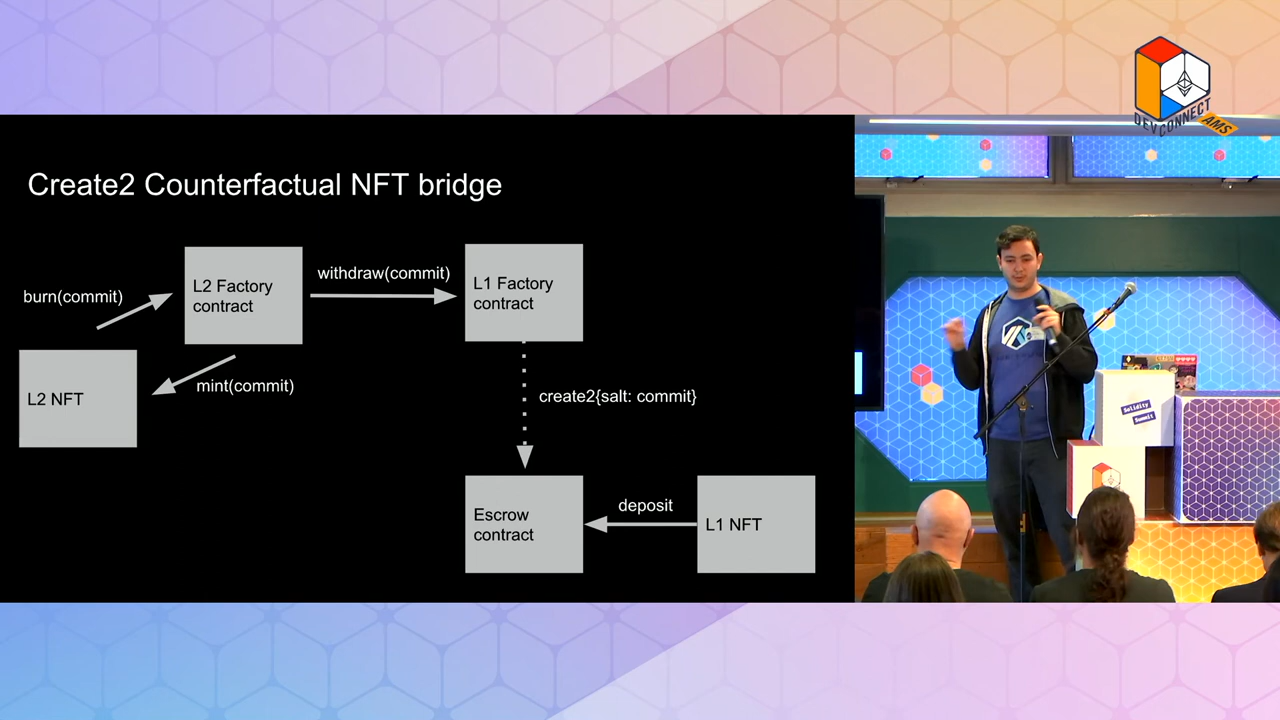 DEVCONNECT
AMS
Create2 Counterfactual NFT bridge
burn(commit)
L2 Factory
contract
withdraw(commit)
L1 Factory
contract
L2 NFT
mint(commit)
create2{salt: commit}
Escrow
contract
deposit
L1 NFT
Solidity
Summit